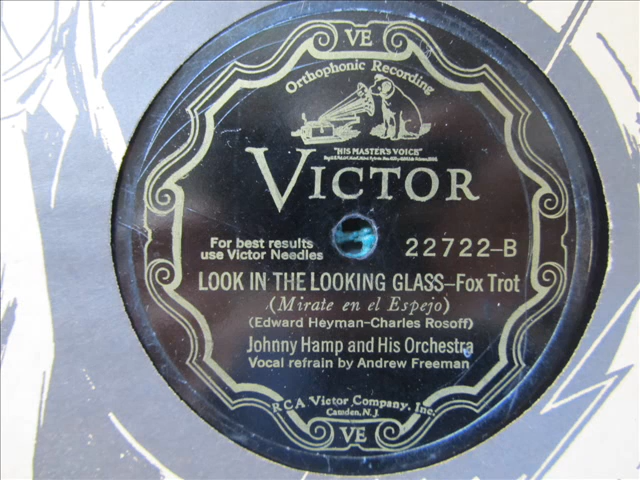 VE
Orthophonic Recording
"HIS MASTER'S VOICE"
VICTOR
For best results
use Victor Needles
22722-B
LOOK IN THE LOOKING GLASS—Fox Trot
(Mirate en el Espejo)
(Edward Heyman-Charles Rosoff)
Johnny Hamp and His Orchestra
Vocal refrain by Andrew Freeman
RCA Victor Company, Inc.
Camden, N.J.
VE